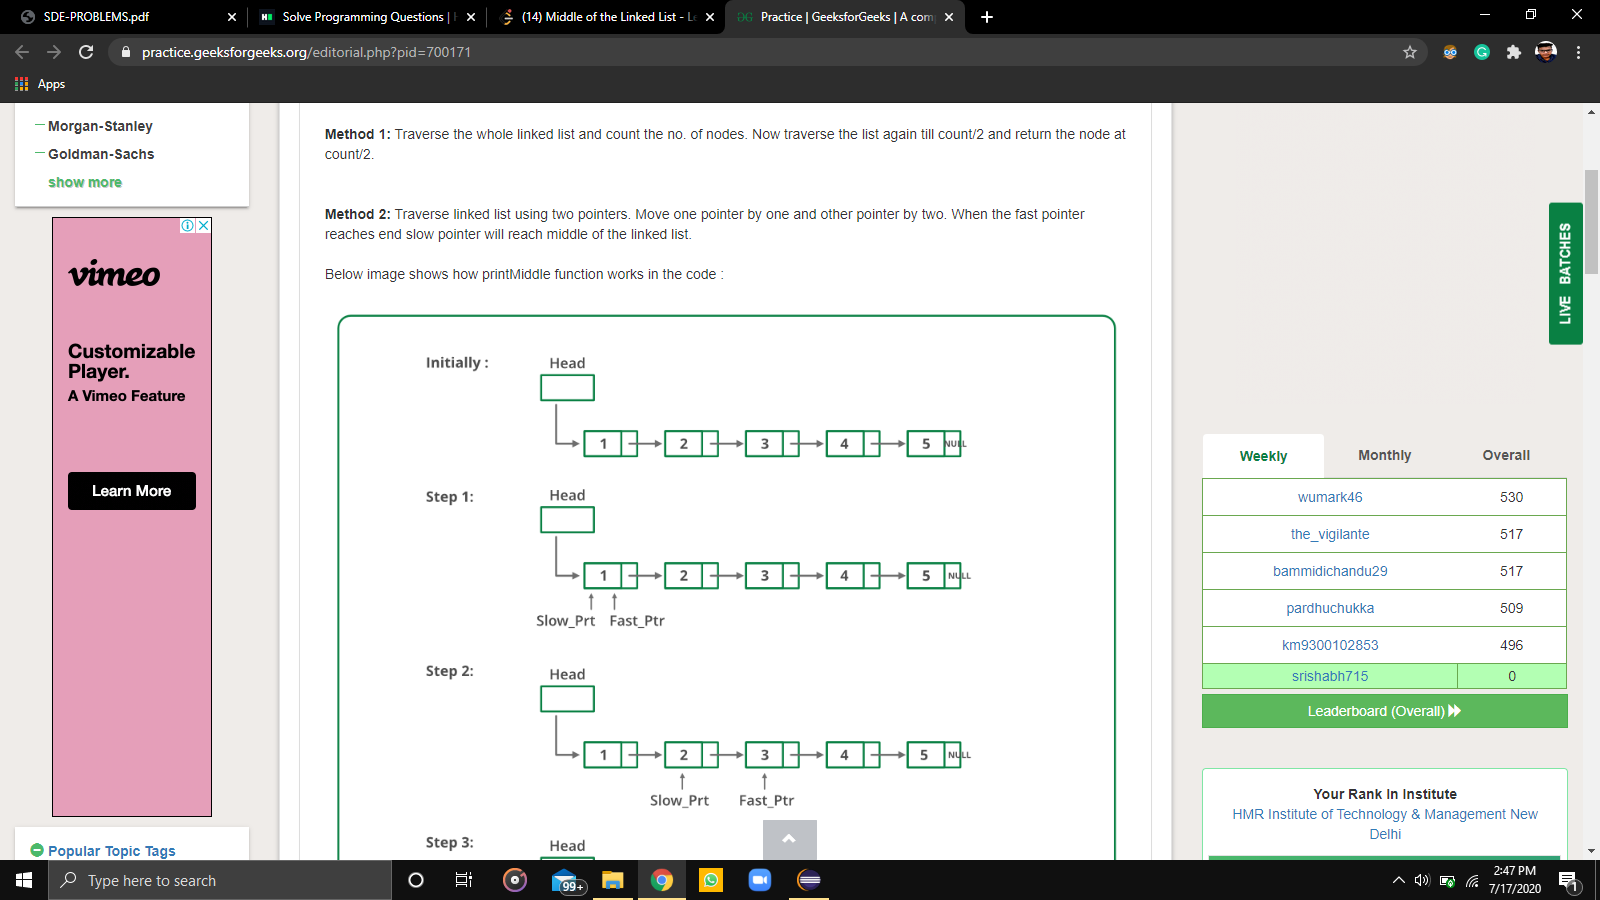 SDE-PROBLEMS.pdf
Solve Programming Questions |
(14) Middle of the Linked List - Le
Practice | GeeksforGeeks | A com
practice.geeksforgeeks.org/editorial.php?pid=700171
Apps
Morgan-Stanley
Goldman-Sachs
show more
vimeo
Customizable
Player.
A Vimeo Feature
Learn More
Popular Topic Tags
Method 1: Traverse the whole linked list and count the no. of nodes. Now traverse the list again till count/2 and return the node at
count/2.
Method 2: Traverse linked list using two pointers. Move one pointer by one and other pointer by two. When the fast pointer
reaches end slow pointer will reach middle of the linked list.
Below image shows how printMiddle function works in the code :
Initially : Head
1 2 3 4 5 NULL
Step 1: Head
1 2 3 4 5 NULL
Slow_Prt Fast_Ptr
Step 2: Head
1 2 3 4 5 NULL
Slow_Prt Fast_Ptr
Step 3: Head
LIVE BATCHES
Weekly Monthly Overall
wumark46 530
the_vigilante 517
bammidichandu29 517
pardhuchukka 509
km9300102853 496
srishabh715 0
Leaderboard (Overall)
Your Rank In Institute
HMR Institute of Technology & Management New
Delhi
Type here to search
99+
2:47 PM
7/17/2020
1